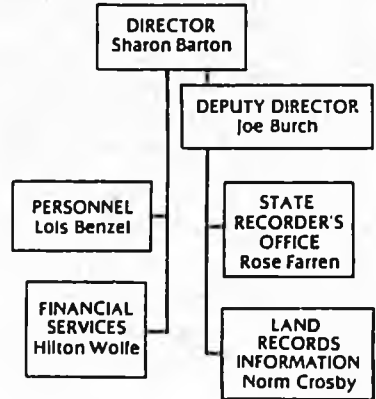 DIRECTOR
Sharon Barton
DEPUTY DIRECTOR
Joe Burch
PERSONNEL
Lois Benzel
STATE
RECORDER'S
OFFICE
Rose Farren
FINANCIAL
SERVICES
Hilton Wolfe
LAND
RECORDS
INFORMATION
Norm Crosby